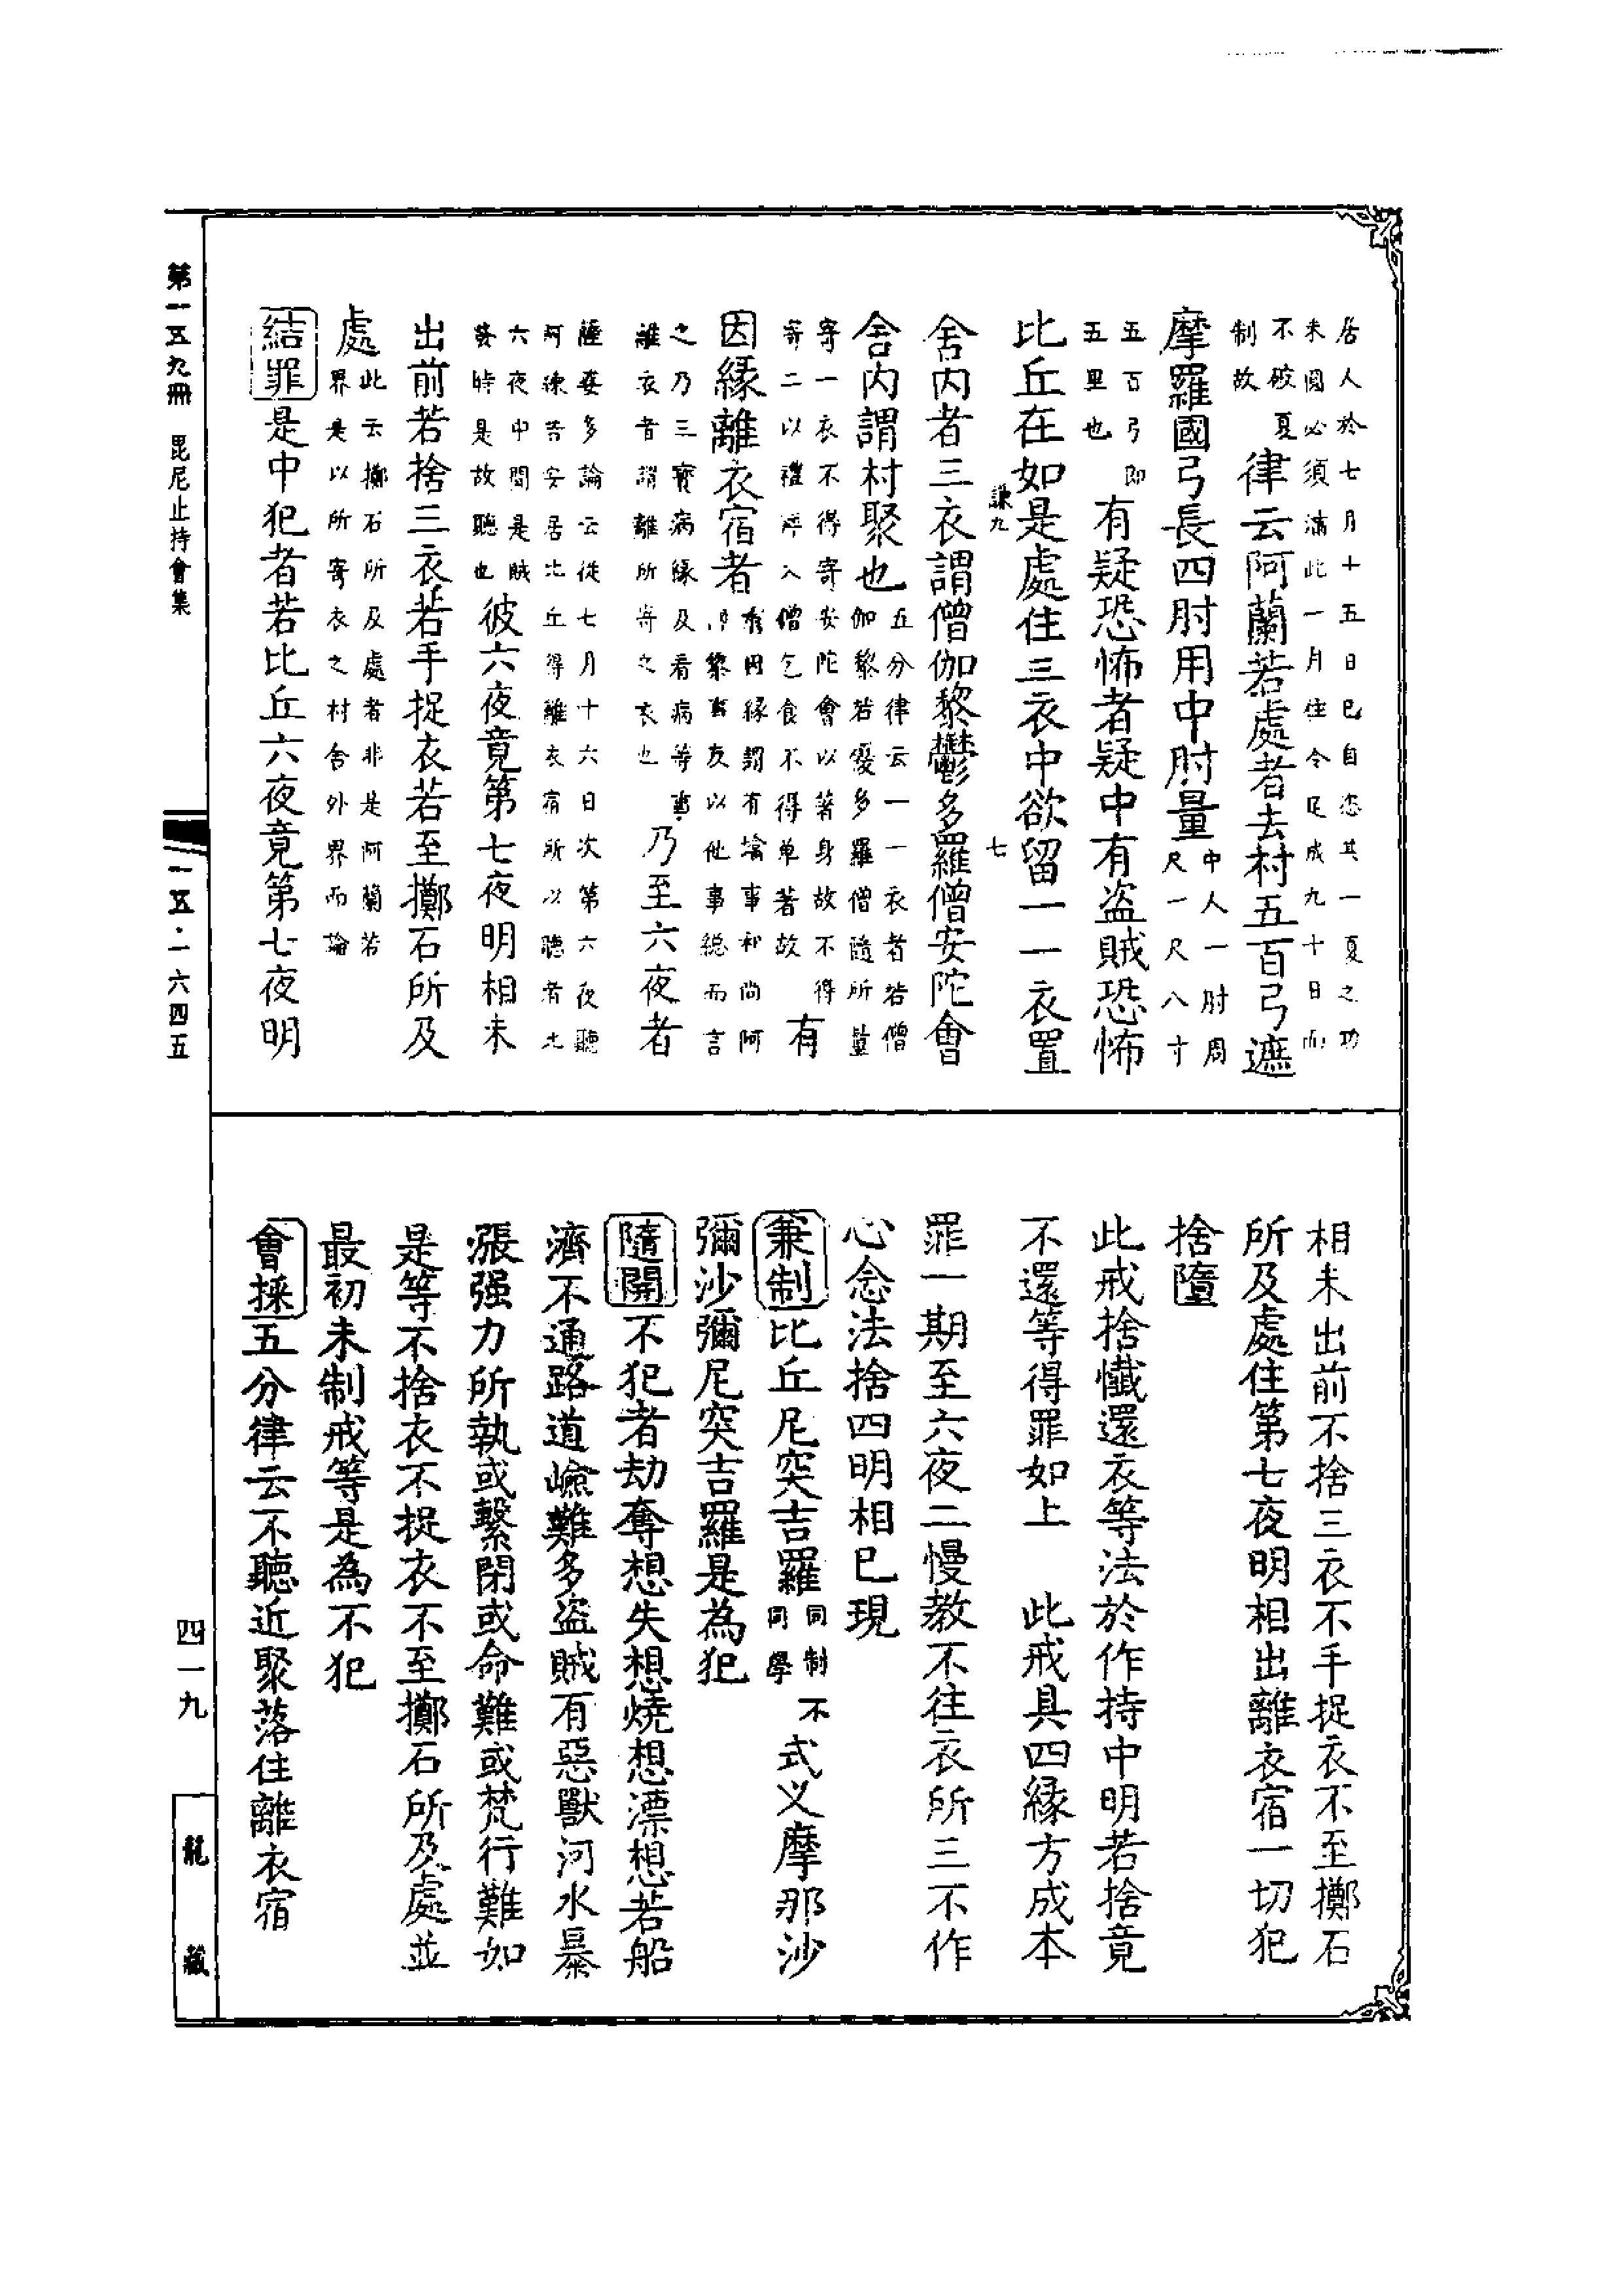 居人於七月十五日已自恣其一夏之功
未圓必須滿此一月住令足成九十日而
不破夏
制故
律云阿蘭若處者去村五百弓遮
摩羅國弓長四肘用中肘量
中人一肘周
尺一尺八寸
五百弓即
五里也
有疑恐怖者疑中有盜賊恐怖
比丘在如是處住三衣中欲留一一衣置
謙九
七
舍內者三衣謂僧伽黎鬱多羅僧安陀會
舍內謂村聚也
五分律云一一衣者若僧
伽黎若優多羅僧隨所量
寄一衣不得寄安陀會以著身故不得
寄二以禮拜入僧乞食不得單著故
有
因緣離衣宿者
有因緣謂有塔事和尚阿
闍黎事友以他事總而言
之乃三寶病緣及看病等事
離衣者謂離所寄之衣也
乃至六夜者
薩婆多論云從七月十六日次第六夜聽
阿練若安居比丘得離衣宿所以聽者尤
六夜中間是賊
要時是故聽也
彼六夜竟第七夜明相未
出前若捨三衣若手捉衣若至擲石所及
處
此云擲石所及處者非是阿蘭若
界是以所寄衣之村舍外界而論
結罪是中犯者若比丘六夜竟第七夜明
相未出前不捨三衣不手捉衣不至擲石
所及處住第七夜明相出離衣宿一切犯
捨墮
此戒捨懺還衣等法於作持中明若捨竟
不還等得罪如上 此戒具四緣方成本
罪一期至六夜二慢教不往衣所三不作
心念法捨四明相已現
兼制比丘尼突吉羅
同制不
同學
式叉摩那沙
彌沙彌尼突吉羅是為犯
隨開不犯者劫奪想失想燒想漂想若船
濟不通路道嶮難多盜賊有惡獸河水暴
漲强力所執或繫閉或命難或梵行難如
是等不捨衣不捉衣不至擲石所及處並
最初未制戒等是為不犯
會採五分律云不聽近聚落住離衣宿
第一五九冊 毘尼止持會集
一五·一六四五
四一九
龍藏